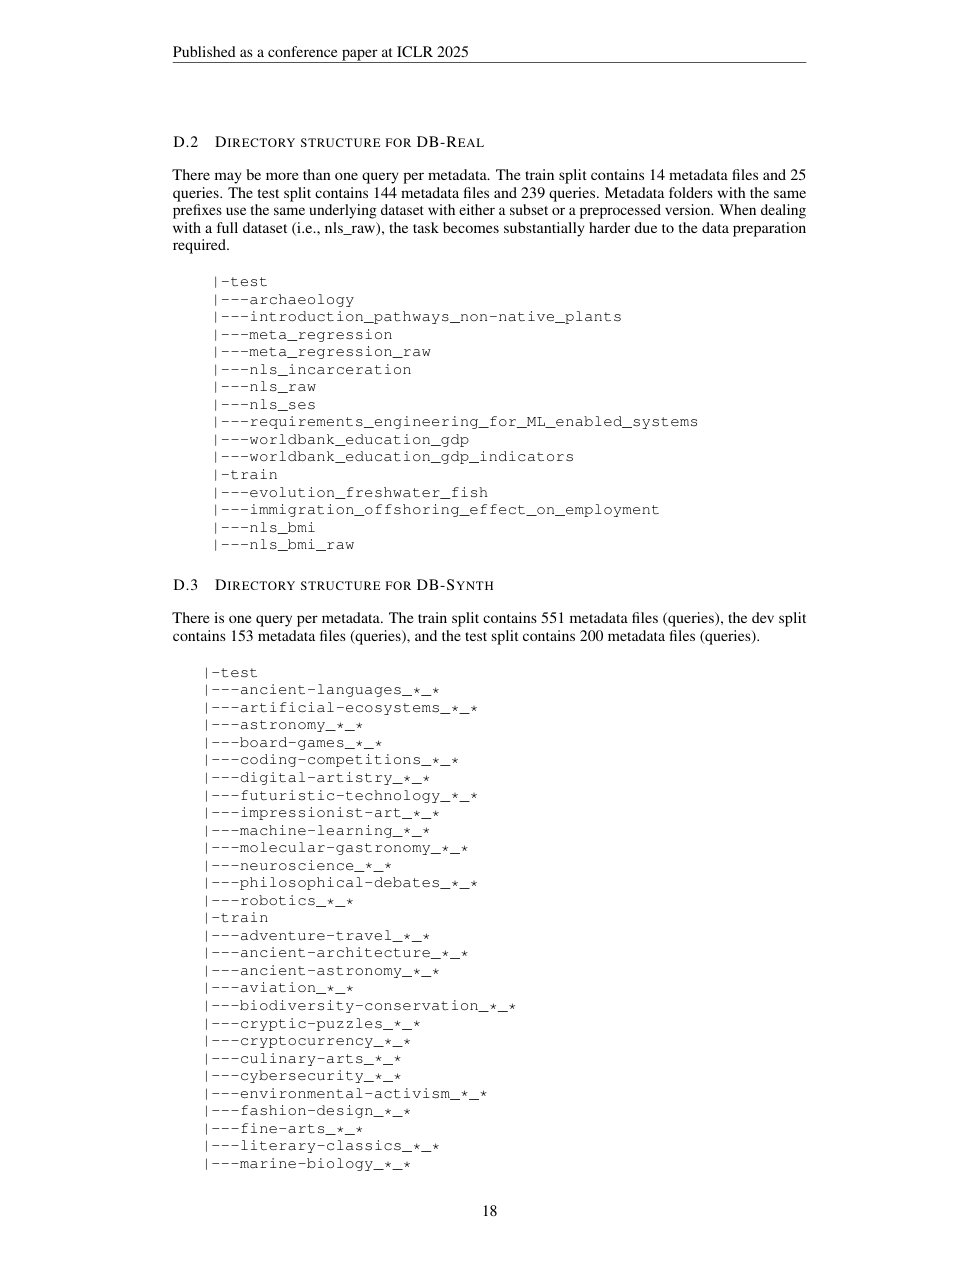 Published as a conference paper at ICLR 2025
D.2 DIRECTORY STRUCTURE FOR DB-REAL
There may be more than one query per metadata. The train split contains 14 metadata files and 25
queries. The test split contains 144 metadata files and 239 queries. Metadata folders with the same
prefixes use the same underlying dataset with either a subset or a preprocessed version. When dealing
with a full dataset (i.e., nls_raw), the task becomes substantially harder due to the data preparation
required.
|-test
|---archaeology
|---introduction_pathways_non-native_plants
|---meta_regression
|---meta_regression_raw
|---nls_incarceration
|---nls_raw
|---nls_ses
|---requirements_engineering_for_ML_enabled_systems
|---worldbank_education_gdp
|---worldbank_education_gdp_indicators
|-train
|---evolution_freshwater_fish
|---immigration_offshoring_effect_on_employment
|---nls_bmi
|---nls_bmi_raw
D.3 DIRECTORY STRUCTURE FOR DB-SYNTH
There is one query per metadata. The train split contains 551 metadata files (queries), the dev split
contains 153 metadata files (queries), and the test split contains 200 metadata files (queries).
|-test
|---ancient-languages_*_*
|---artificial-ecosystems_*_*
|---astronomy_*_*
|---board-games_*_*
|---coding-competitions_*_*
|---digital-artistry_*_*
|---futuristic-technology_*_*
|---impressionist-art_*_*
|---machine-learning_*_*
|---molecular-gastronomy_*_*
|---neuroscience_*_*
|---philosophical-debates_*_*
|---robotics_*_*
|-train
|---adventure-travel_*_*
|---ancient-architecture_*_*
|---ancient-astronomy_*_*
|---aviation_*_*
|---biodiversity-conservation_*_*
|---cryptic-puzzles_*_*
|---cryptocurrency_*_*
|---culinary-arts_*_*
|---cybersecurity_*_*
|---environmental-activism_*_*
|---fashion-design_*_*
|---fine-arts_*_*
|---literary-classics_*_*
|---marine-biology_*_*
18